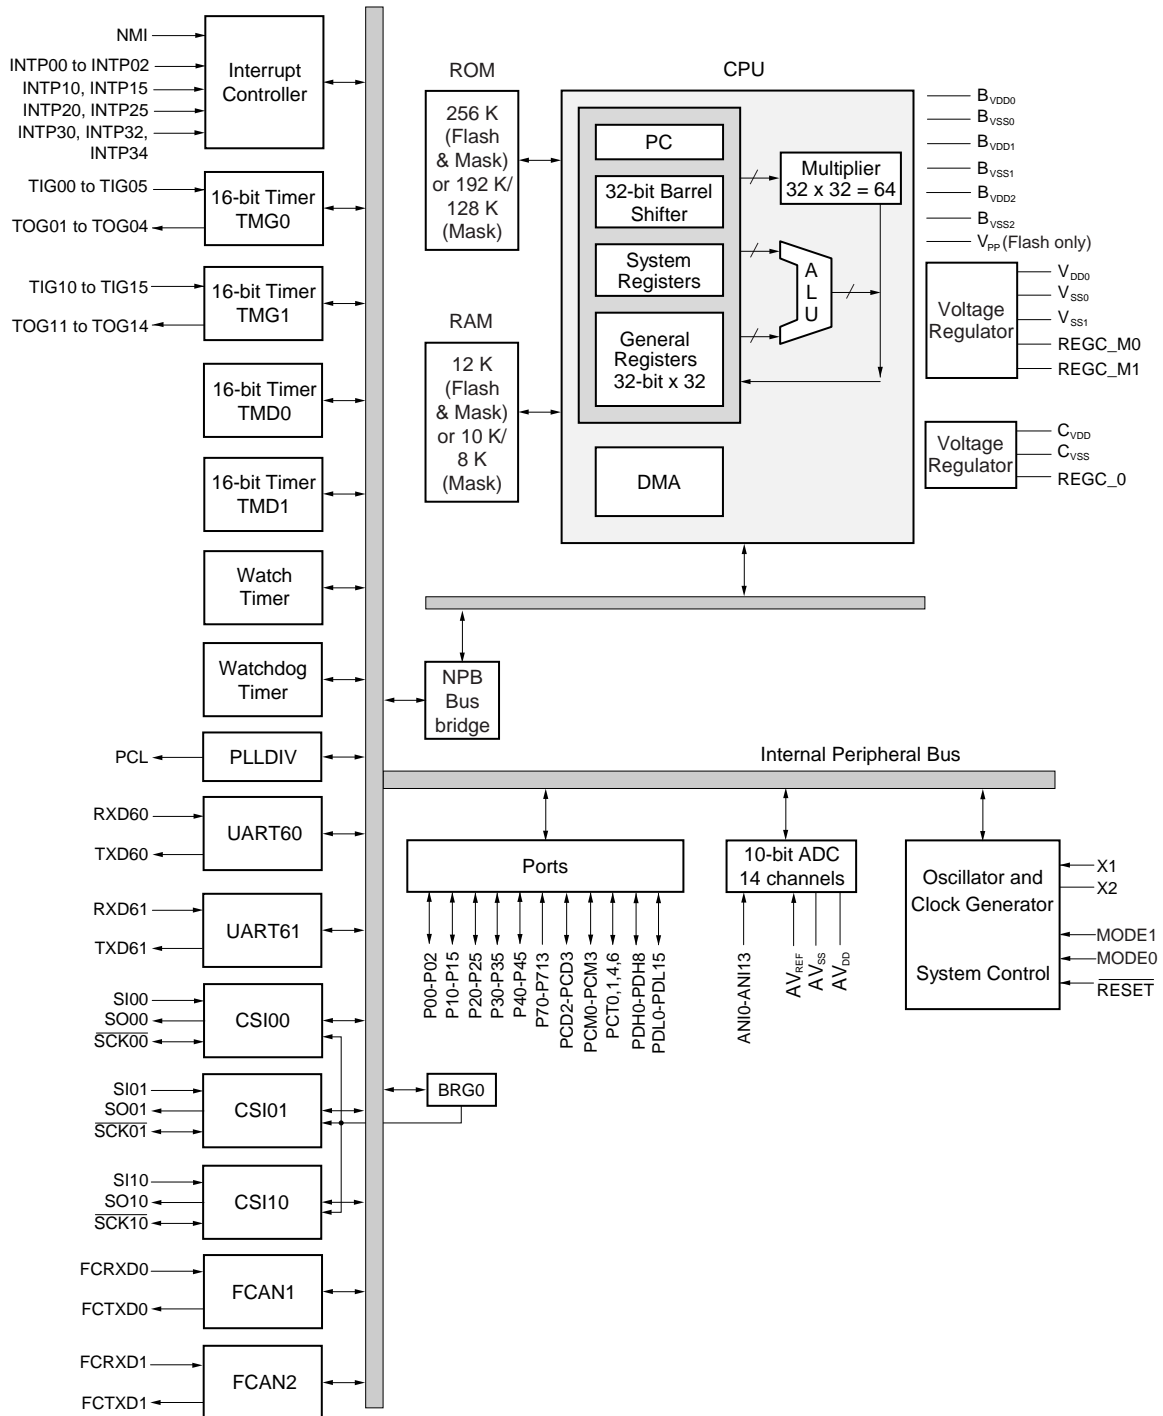 NMI
INTP00 to INTP02
INTP10, INTP15
INTP20, INTP25
INTP30, INTP32,
INTP34
Interrupt
Controller
TIG00 to TIG05
TOG01 to TOG04
16-bit Timer
TMG0
TIG10 to TIG15
TOG11 to TOG14
16-bit Timer
TMG1
16-bit Timer
TMD0
16-bit Timer
TMD1
Watch
Timer
Watchdog
Timer
PCL
PLLDIV
RXD60
TXD60
UART60
RXD61
TXD61
UART61
SI00
SO00
SCK00
CSI00
SI01
SO01
SCK01
CSI01
SI10
SO10
SCK10
CSI10
FCRXD0
FCTXD0
FCAN1
FCRXD1
FCTXD1
FCAN2
ROM
256 K
(Flash
& Mask)
or 192 K/
128 K
(Mask)
RAM
12 K
(Flash
& Mask)
or 10 K/
8 K
(Mask)
CPU
PC
32-bit Barrel
Shifter
System
Registers
General
Registers
32-bit x 32
Multiplier
32 x 32 = 64
A
L
U
DMA
BVDD0
BVSS0
BVDD1
BVSS1
BVDD2
BVSS2
VPP (Flash only)
Voltage
Regulator
VDD0
VSS0
VSS1
REGC_M0
REGC_M1
Voltage
Regulator
CVDD
CVSS
REGC_0
NPB
Bus
bridge
Internal Peripheral Bus
Ports
P00-P02
P10-P15
P20-P25
P30-P35
P40-P45
P70-P713
PCD2-PCD3
PCM0-PCM3
PCT0,1,4,6
PDH0-PDH8
PDL0-PDL15
10-bit ADC
14 channels
ANI0-ANI13
AVREF
AVSS
AVDD
Oscillator and
Clock Generator
System Control
X1
X2
MODE1
MODE0
RESET
BRG0